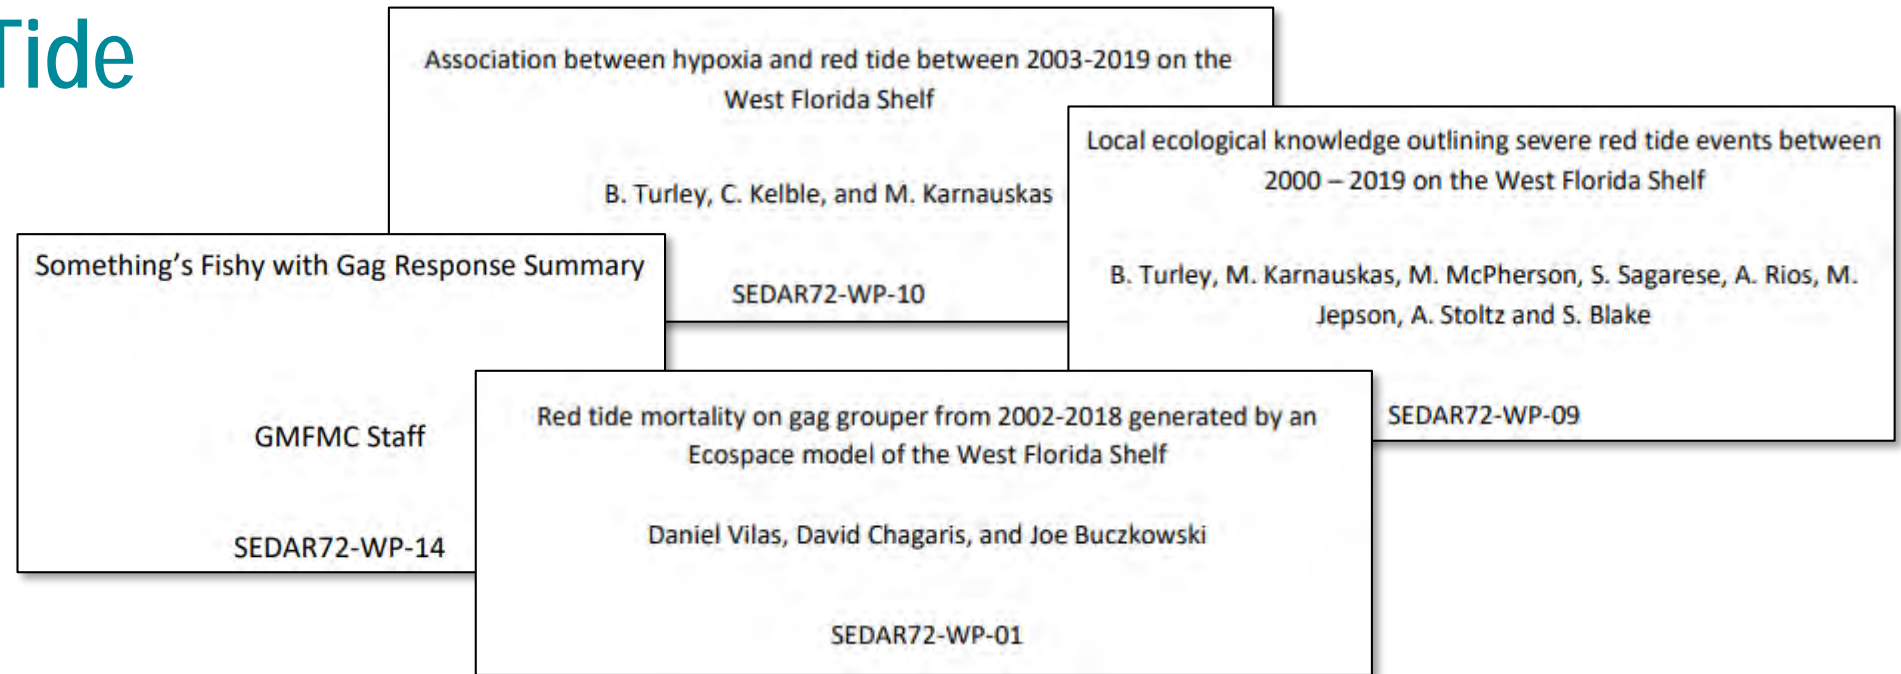 Tide
Association between hypoxia and red tide between 2003-2019 on the
West Florida Shelf
B. Turley, C. Kelble, and M. Karnauskas
SEDAR72-WP-10
Local ecological knowledge outlining severe red tide events between
2000 – 2019 on the West Florida Shelf
B. Turley, M. Karnauskas, M. McPherson, S. Sagarese, A. Rios, M.
Jepson, A. Stoltz and S. Blake
SEDAR72-WP-09
Something's Fishy with Gag Response Summary
GMFMC Staff
SEDAR72-WP-14
Red tide mortality on gag grouper from 2002-2018 generated by an
Ecospace model of the West Florida Shelf
Daniel Vilas, David Chagaris, and Joe Buczkowski
SEDAR72-WP-01